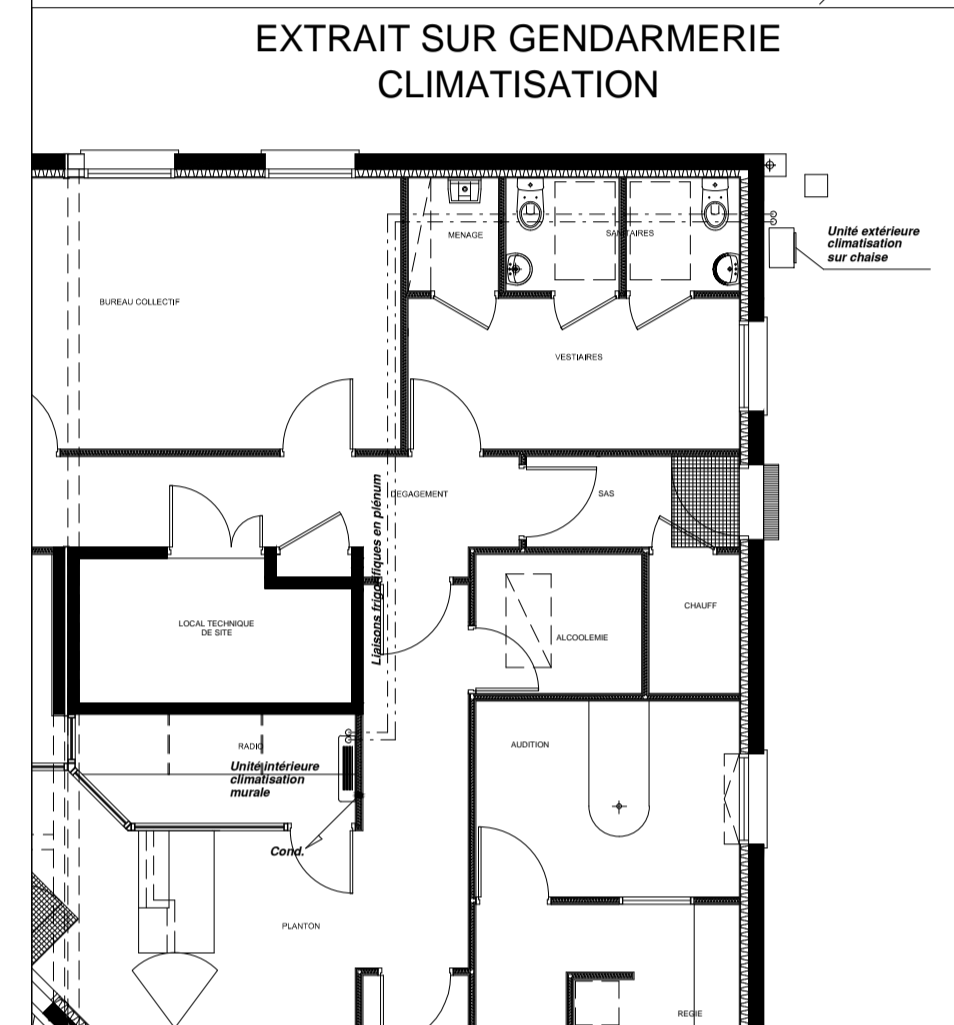 EXTRAIT SUR GENDARMERIE
CLIMATISATION
Unité extérieure
climatisation
sur chaise
MENAGE
SANITAIRES
BUREAU COLLECTIF
VESTIAIRES
Liaisons frigorifiques en plénum
DEGAGEMENT
SAS
CHAUFF
LOCAL TECHNIQUE
DE SITE
ALCOOLEMIE
RADIO
AUDITION
Unité intérieure
climatisation
murale
Cond.
PLANTON
REGIE